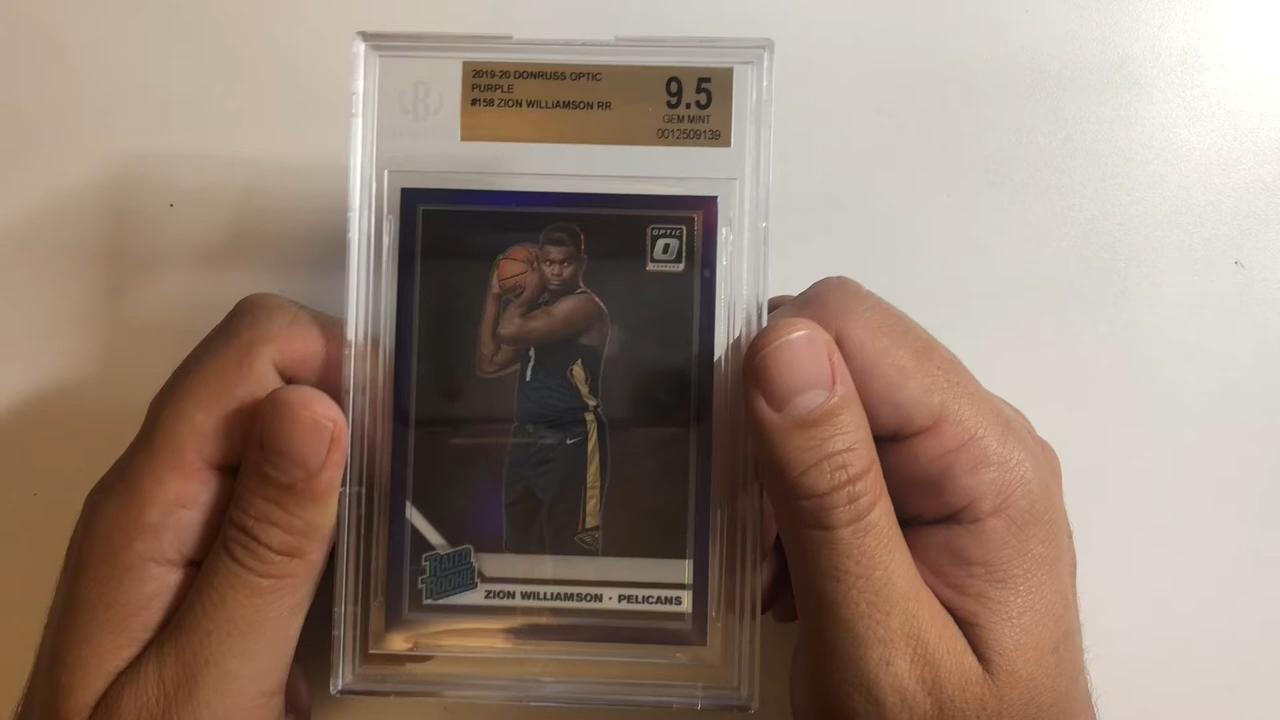 2019-20 DONRUSS OPTIC
PURPLE
#158 ZION WILLIAMSON RR
9.5
GEM MINT
0012509139
OPTIC
O
DONRUSS
RATED
ROOKIE
ZION WILLIAMSON · PELICANS